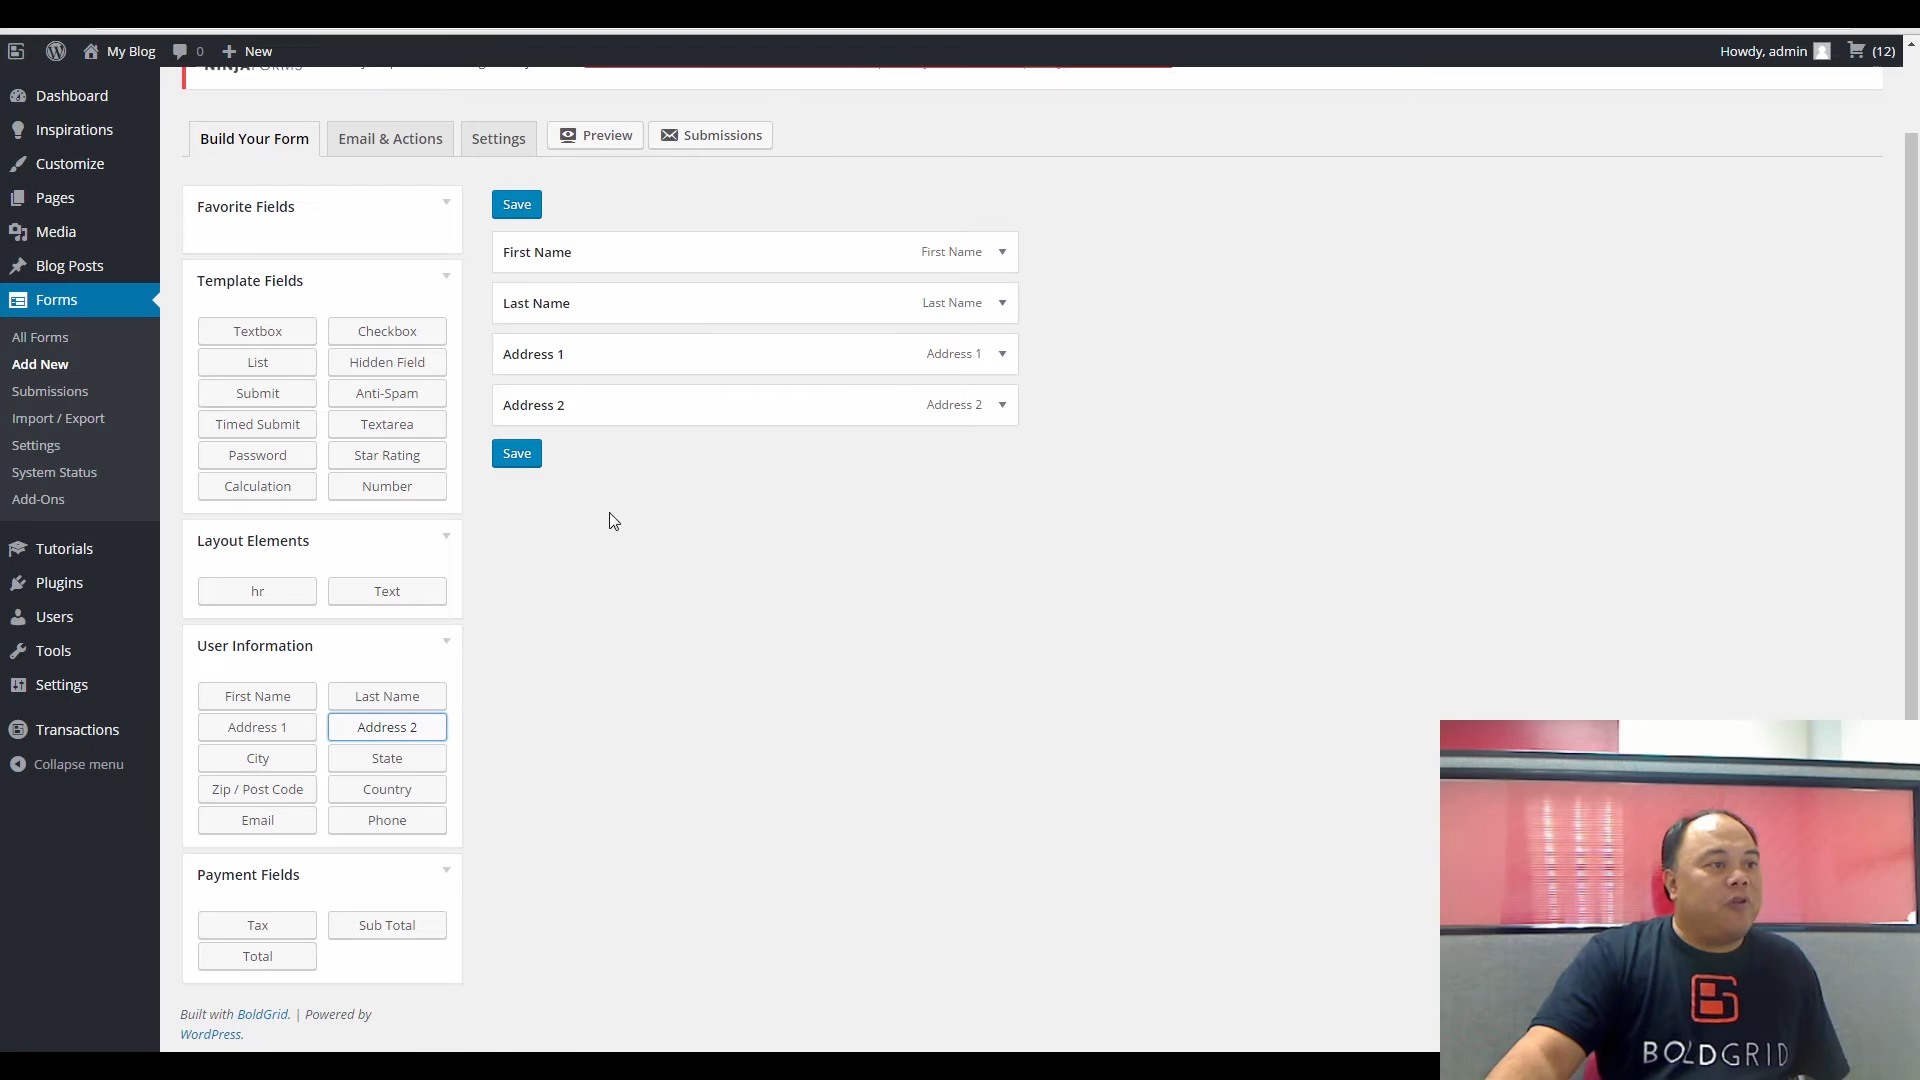 My Blog
0
New
Howdy, admin
(12)
Dashboard
Inspirations
Customize
Pages
Media
Blog Posts
Forms
All Forms
Add New
Submissions
Import / Export
Settings
System Status
Add-Ons
Tutorials
Plugins
Users
Tools
Settings
Transactions
Collapse menu
Build Your Form
Email & Actions
Settings
Preview
Submissions
Favorite Fields
Template Fields
Textbox
Checkbox
List
Hidden Field
Submit
Anti-Spam
Timed Submit
Textarea
Password
Star Rating
Calculation
Number
Layout Elements
hr
Text
User Information
First Name
Last Name
Address 1
Address 2
City
State
Zip / Post Code
Country
Email
Phone
Payment Fields
Tax
Sub Total
Total
Built with BoldGrid. | Powered by
WordPress.
Save
First Name
First Name
Last Name
Last Name
Address 1
Address 1
Address 2
Address 2
Save
BOLDGRID